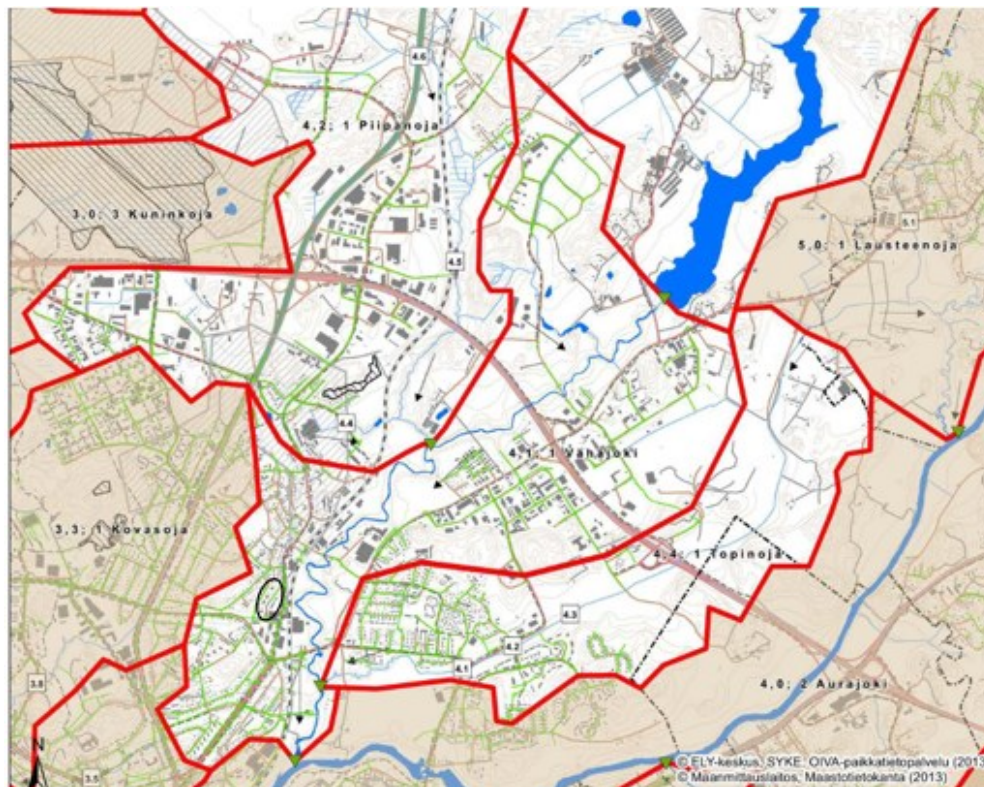 4.6
4,2; 1 Piipanoja
3,0; 3 Kuninkoja
5.1
5,0; 1 Lausteenoja
4.5
4.4
4,1; 1 Vähäjoki
3,3; 1 Kovasoja
4,4; 1 Topinoja
4.3
4.2
4.1
3.8
4,0; 2 Aurajoki
N
3.5
© ELY-keskus, SYKE, OIVA-paikkatietopalvelu (2013
© Maanmittauslaitos, Maastotietokanta (2013)